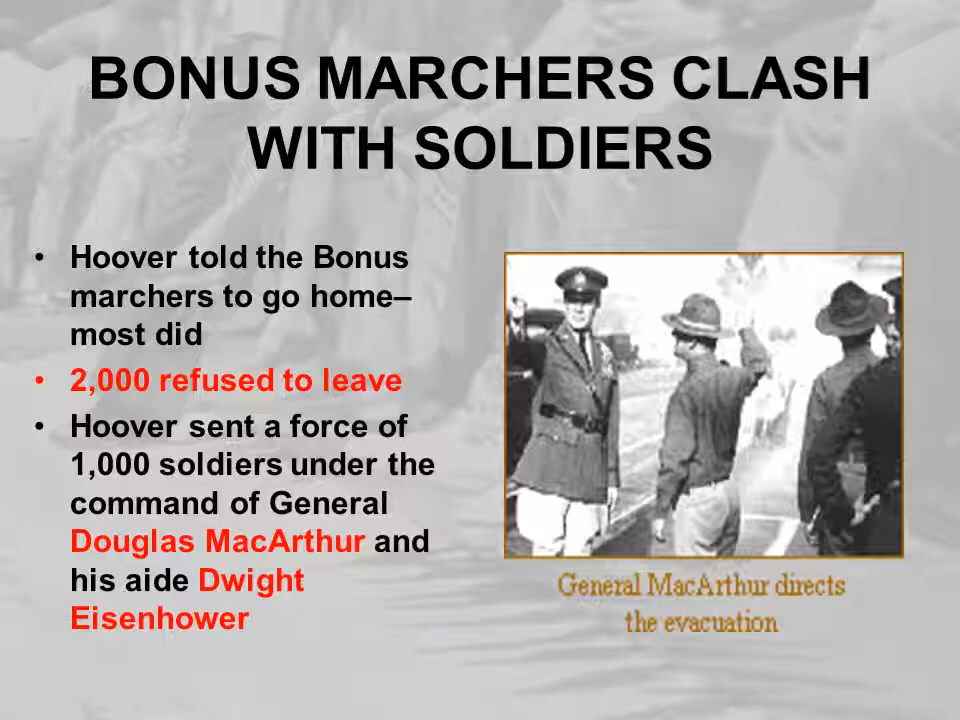 BONUS MARCHERS CLASH
WITH SOLDIERS
• Hoover told the Bonus
marchers to go home–
most did
• 2,000 refused to leave
• Hoover sent a force of
1,000 soldiers under the
command of General
Douglas MacArthur and
his aide Dwight
Eisenhower
General MacArthur directs
the evacuation